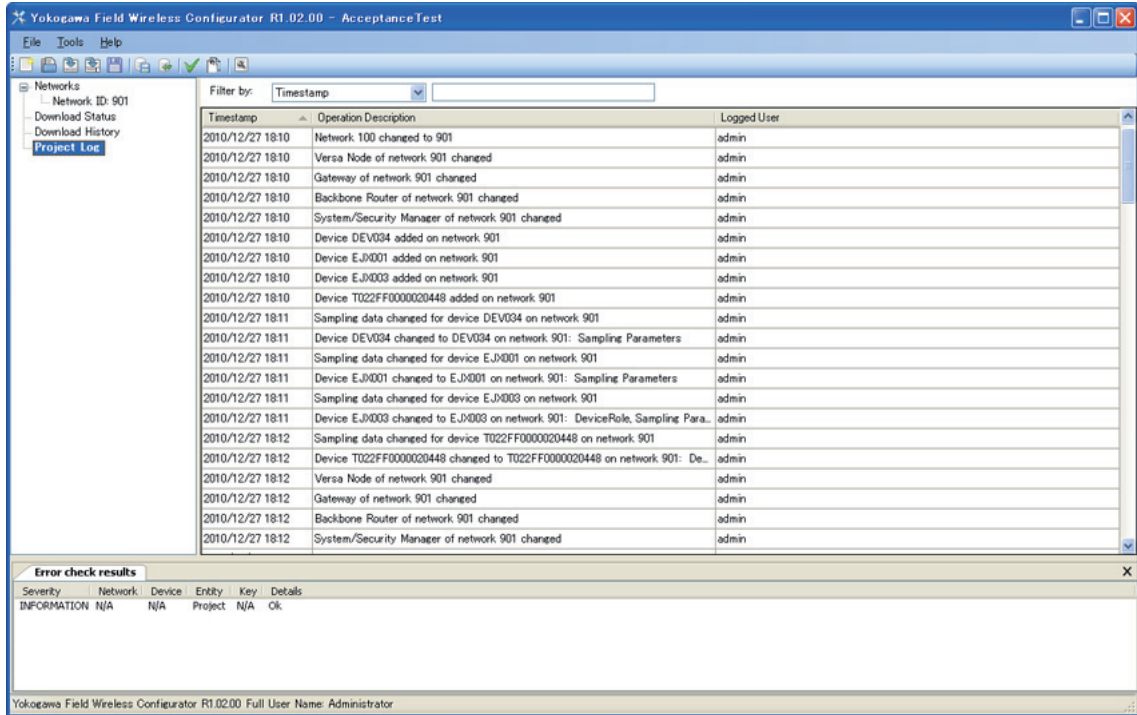 Yokogawa Field Wireless Configurator R1.02.00 - AcceptanceTest
File Tools Help
Networks
Network ID: 901
Download Status
Download History
Project Log
Filter by: Timestamp
Timestamp Operation Description Logged User
2010/12/27 18:10 Network 100 changed to 901 admin
2010/12/27 18:10 Versa Node of network 901 changed admin
2010/12/27 18:10 Gateway of network 901 changed admin
2010/12/27 18:10 Backbone Router of network 901 changed admin
2010/12/27 18:10 System/Security Manager of network 901 changed admin
2010/12/27 18:10 Device DEV034 added on network 901 admin
2010/12/27 18:10 Device EJX001 added on network 901 admin
2010/12/27 18:10 Device EJX003 added on network 901 admin
2010/12/27 18:10 Device T022FF0000020448 added on network 901 admin
2010/12/27 18:11 Sampling data changed for device DEV034 on network 901 admin
2010/12/27 18:11 Device DEV034 changed to DEV034 on network 901: Sampling Parameters admin
2010/12/27 18:11 Sampling data changed for device EJX001 on network 901 admin
2010/12/27 18:11 Device EJX001 changed to EJX001 on network 901: Sampling Parameters admin
2010/12/27 18:11 Sampling data changed for device EJX003 on network 901 admin
2010/12/27 18:11 Device EJX003 changed to EJX003 on network 901: DeviceRole, Sampling Para... admin
2010/12/27 18:12 Sampling data changed for device T022FF0000020448 on network 901 admin
2010/12/27 18:12 Device T022FF0000020448 changed to T022FF0000020448 on network 901: De... admin
2010/12/27 18:12 Versa Node of network 901 changed admin
2010/12/27 18:12 Gateway of network 901 changed admin
2010/12/27 18:12 Backbone Router of network 901 changed admin
2010/12/27 18:12 System/Security Manager of network 901 changed admin
Error check results
Severity Network Device Entity Key Details
INFORMATION N/A N/A Project N/A Ok
Yokogawa Field Wireless Configurator R1.02.00 Full User Name: Administrator